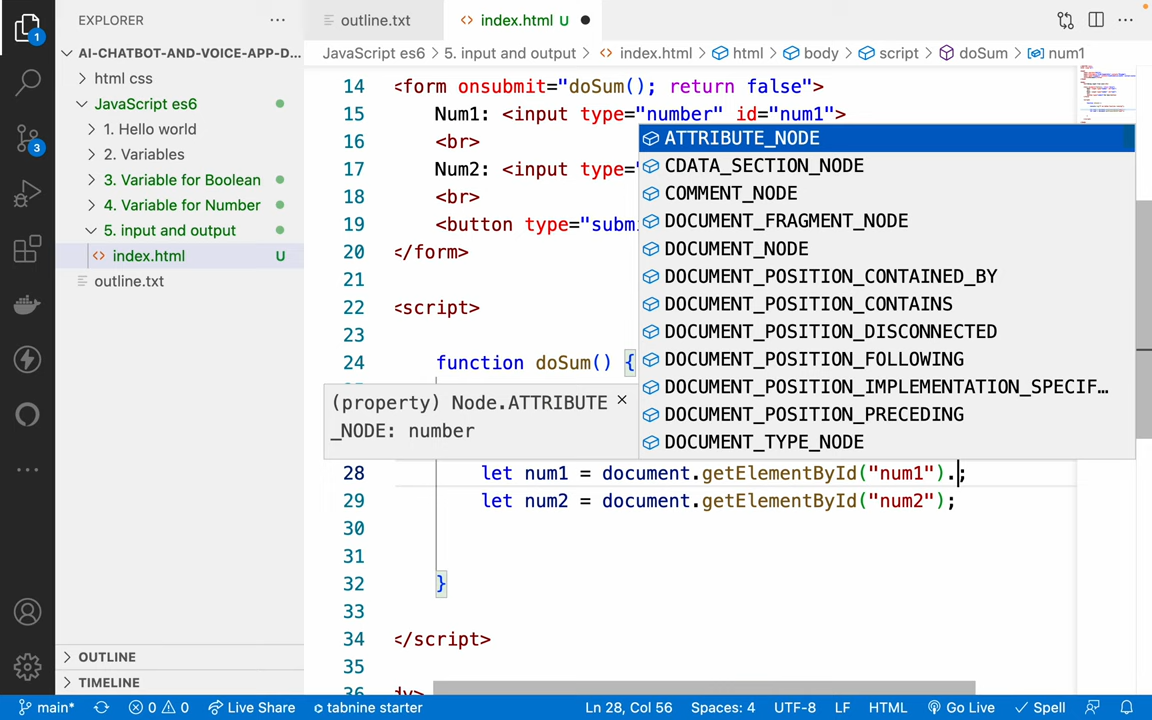 EXPLORER
outline.txt
index.html U
AI-CHATBOT-AND-VOICE-APP-D...
JavaScript es6 > 5. input and output > index.html > html > body > script > doSum > num1
html css
JavaScript es6
1. Hello world
2. Variables
3. Variable for Boolean
4. Variable for Number
5. input and output
index.html U
outline.txt
OUTLINE
TIMELINE
1
3
14 <form onsubmit="doSum(); return false">
15 Num1: <input type="number" id="num1">
16 <br>
17 Num2: <input type="
18 <br>
19 <button type="submi
20 </form>
21
22 <script>
23
24 function doSum() {
ATTRIBUTE_NODE
CDATA_SECTION_NODE
COMMENT_NODE
DOCUMENT_FRAGMENT_NODE
DOCUMENT_NODE
DOCUMENT_POSITION_CONTAINED_BY
DOCUMENT_POSITION_CONTAINS
DOCUMENT_POSITION_DISCONNECTED
DOCUMENT_POSITION_FOLLOWING
DOCUMENT_POSITION_IMPLEMENTATION_SPECIF...
DOCUMENT_POSITION_PRECEDING
DOCUMENT_TYPE_NODE
(property) Node.ATTRIBUTE
_NODE: number
28 let num1 = document.getElementById("num1").;
29 let num2 = document.getElementById("num2");
30
31
32 }
33
34 </script>
35
36 dy>
main* 0 0 Live Share tabnine starter Ln 28, Col 56 Spaces: 4 UTF-8 LF HTML Go Live Spell